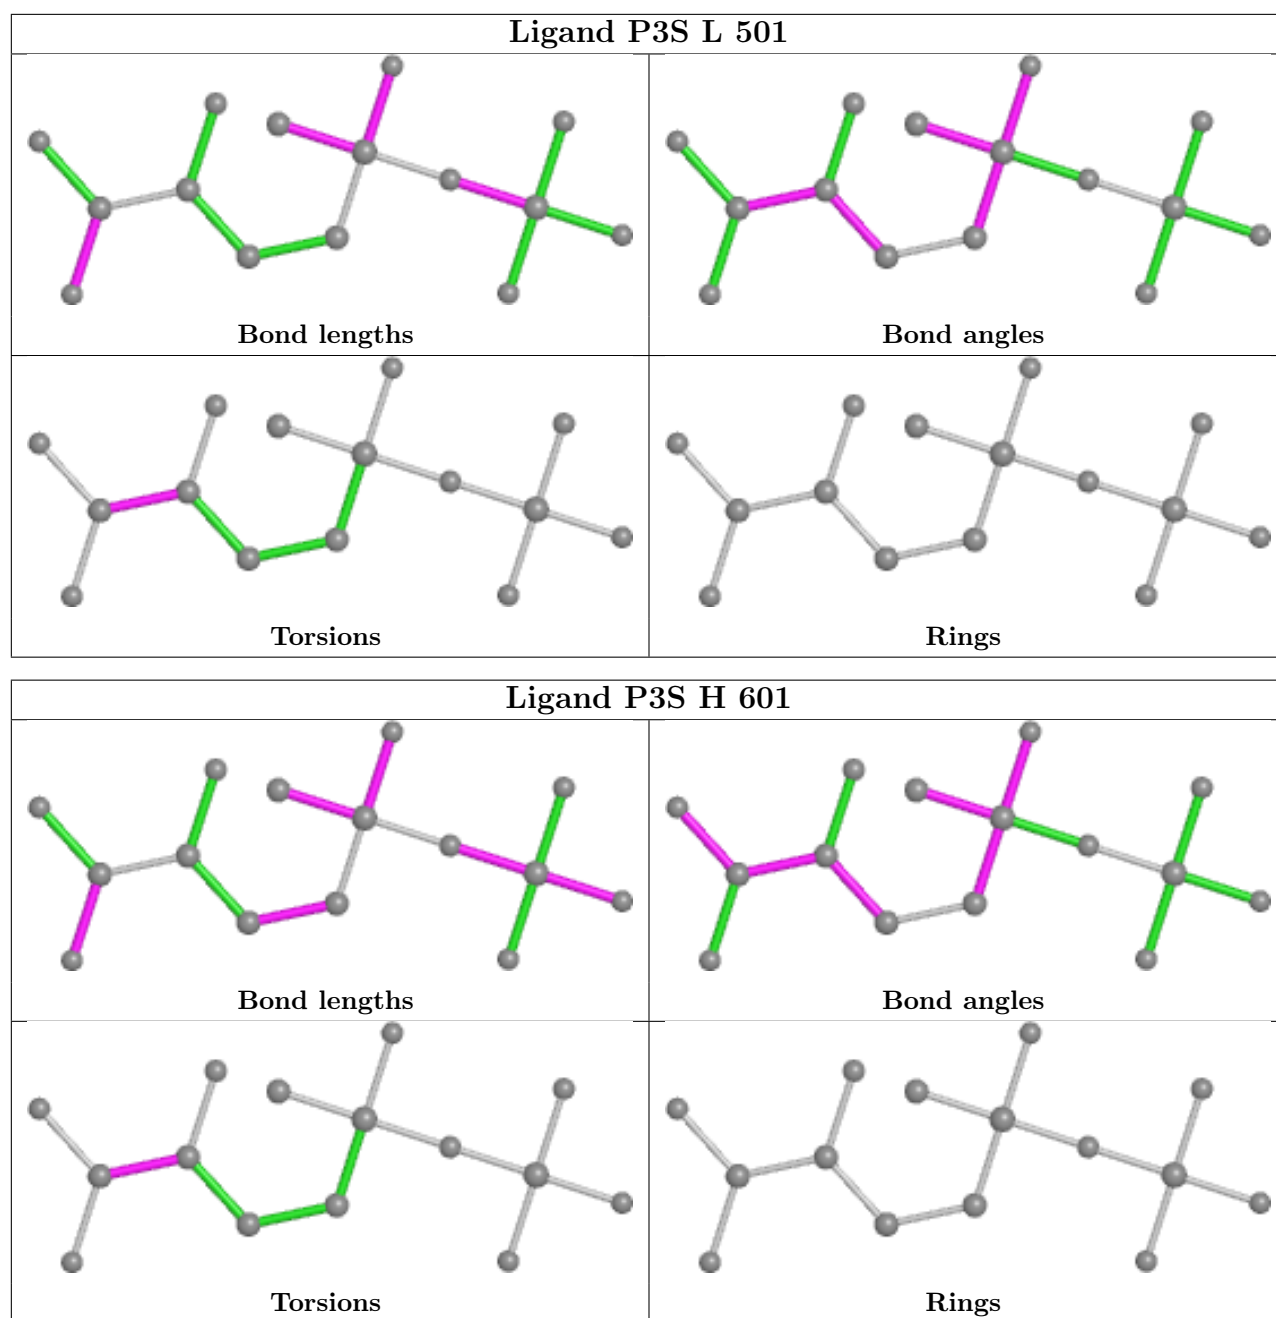 Ligand P3S L 501
Bond lengths
Bond angles
Torsions
Rings
Ligand P3S H 601
Bond lengths
Bond angles
Torsions
Rings